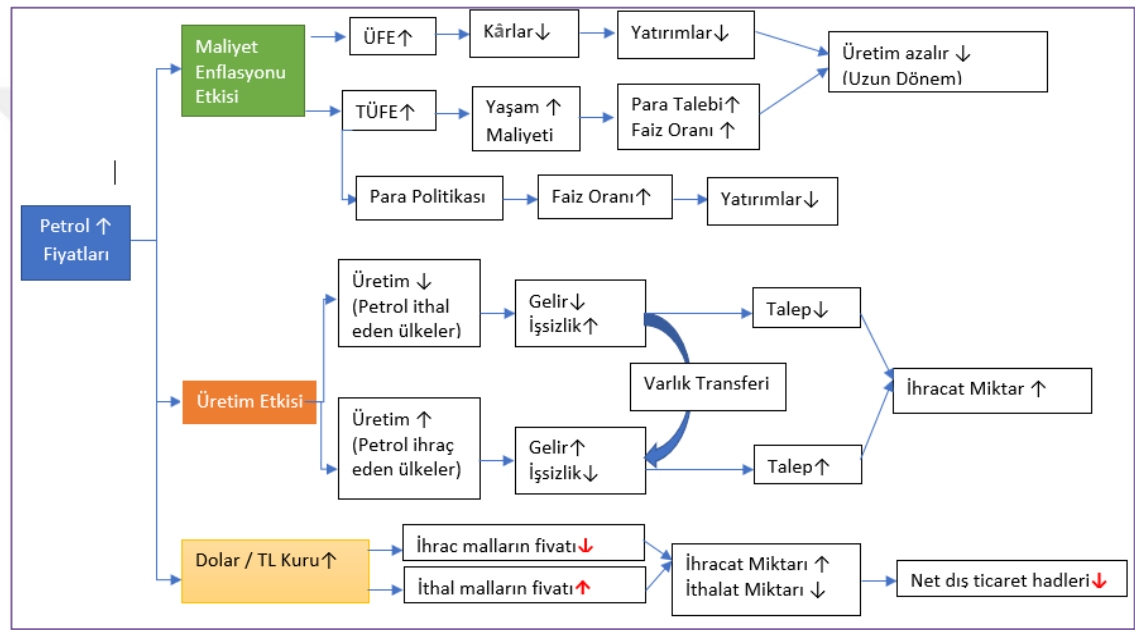 Petrol ↑
Fiyatları
Maliyet
Enflasyonu
Etkisi
ÜFE↑
Kârlar↓
Yatırımlar↓
Üretim azalır ↓
(Uzun Dönem)
TÜFE↑
Yaşam ↑
Maliyeti
Para Talebi↑
Faiz Oranı ↑
Para Politikası
Faiz Oranı↑
Yatırımlar↓
Üretim Etkisi
Üretim ↓
(Petrol ithal
eden ülkeler)
Gelir↓
İşsizlik↑
Talep↓
Varlık Transferi
İhracat Miktar ↑
Üretim ↑
(Petrol ihraç
eden ülkeler)
Gelir↑
İşsizlik↓
Talep↑
Dolar / TL Kuru↑
İhrac malların fivatı↓
İthal malların fivatı↑
İhracat Miktarı ↑
İthalat Miktarı ↓
Net dış ticaret hadleri↓